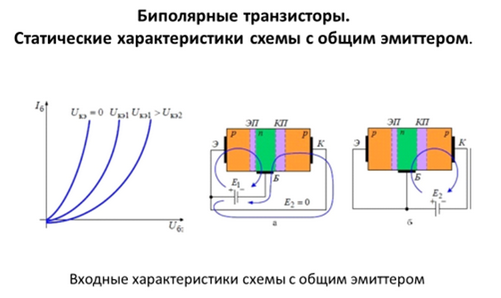 Биполярные транзисторы.
Статические характеристики схемы с общим эмиттером.
Iб
Uкэ = 0 Uкэ1 Uкэ1 > Uкэ2
Uбэ
ЭП КП
p n p
Э К
Б
E1
+ −
E2 = 0
а
ЭП КП
p n p
Э К
Б
E2
+ −
б
Входные характеристики схемы с общим эмиттером